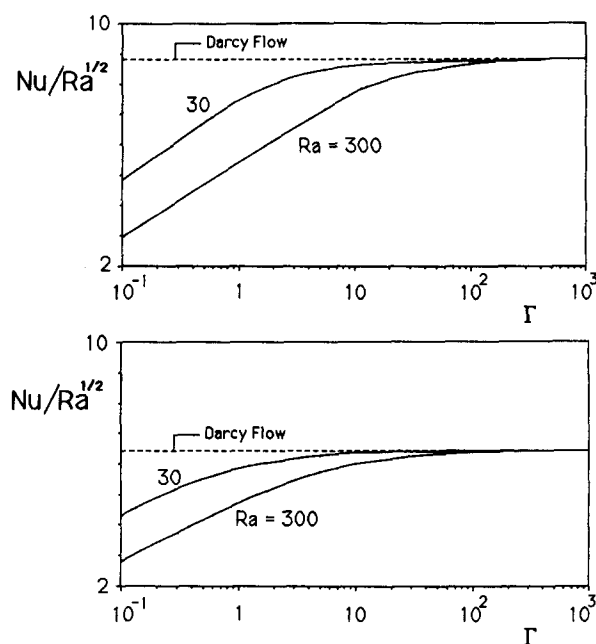 10
Darcy Flow
Nu/Ra^1/2
30
Ra = 300
2
10^-1 1 10 10^2 10^3
Γ
10
Nu/Ra^1/2
Darcy Flow
30
Ra = 300
2
10^-1 1 10 10^2 10^3
Γ